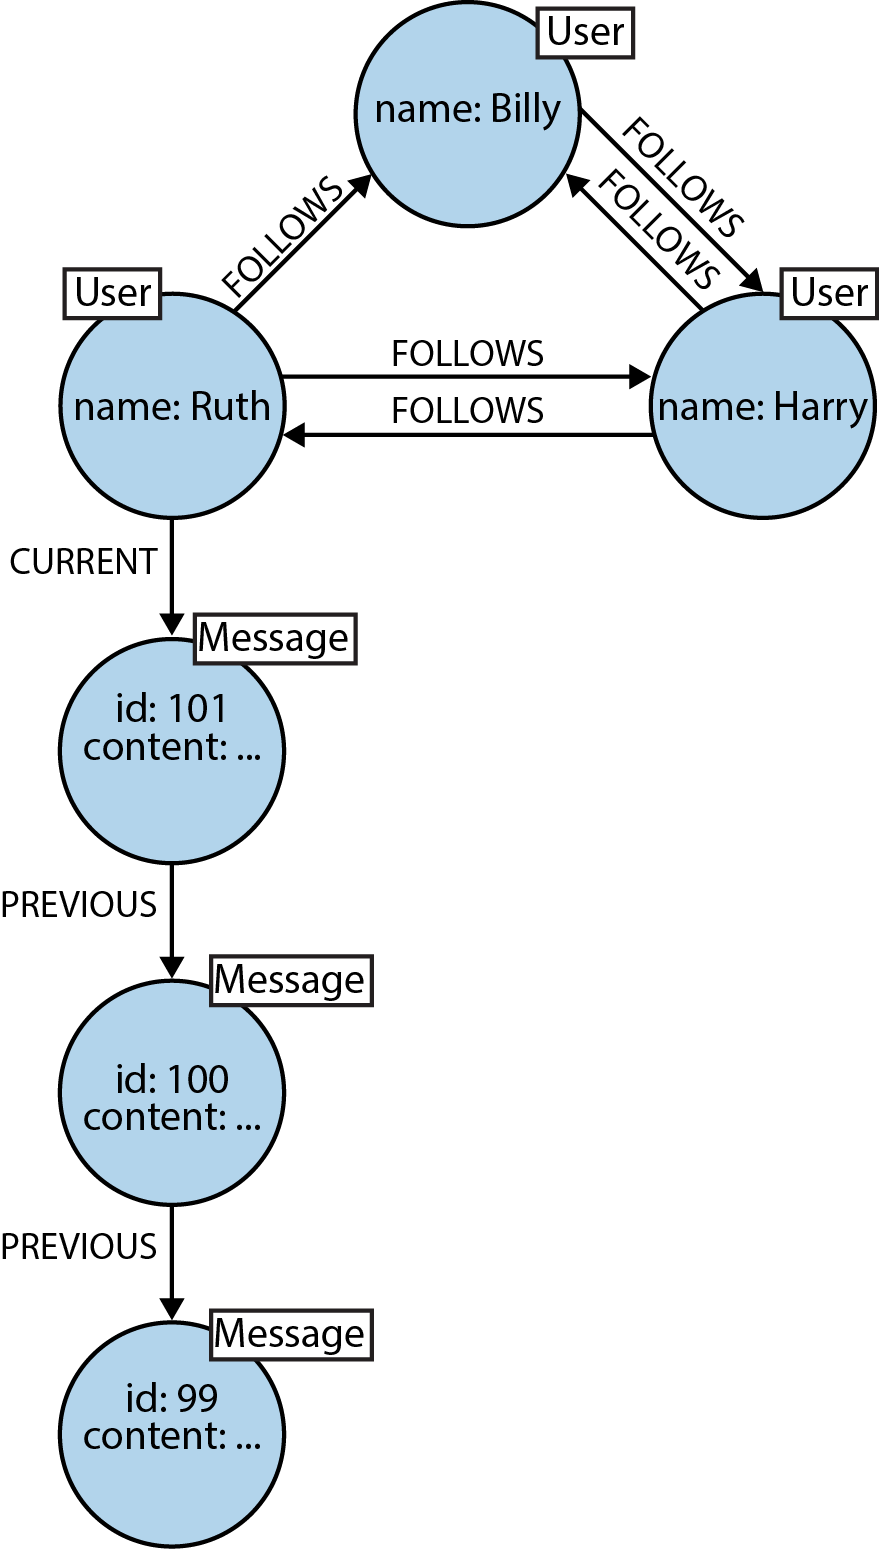 User
name: Billy
FOLLOWS
FOLLOWS
FOLLOWS
User
User
FOLLOWS
name: Ruth
name: Harry
FOLLOWS
CURRENT
Message
id: 101
content: ...
PREVIOUS
Message
id: 100
content: ...
PREVIOUS
Message
id: 99
content: ...